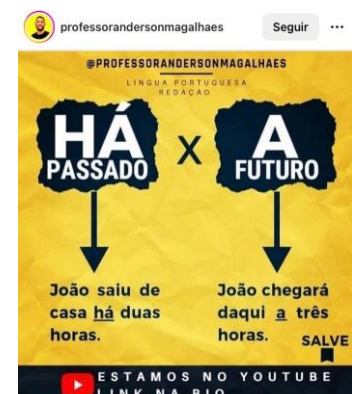 professorandersonmagalhaes
Seguir
@PROFESSORANDERSONMAGALHAES
LINGUA PORTUGUESA
REDAÇÃO
HÁ
PASSADO
X
A
FUTURO
João saiu de
casa há duas
horas.
João chegará
daqui a três
horas.
SALVE
ESTAMOS NO YOUTUBE
LINK NA BIO